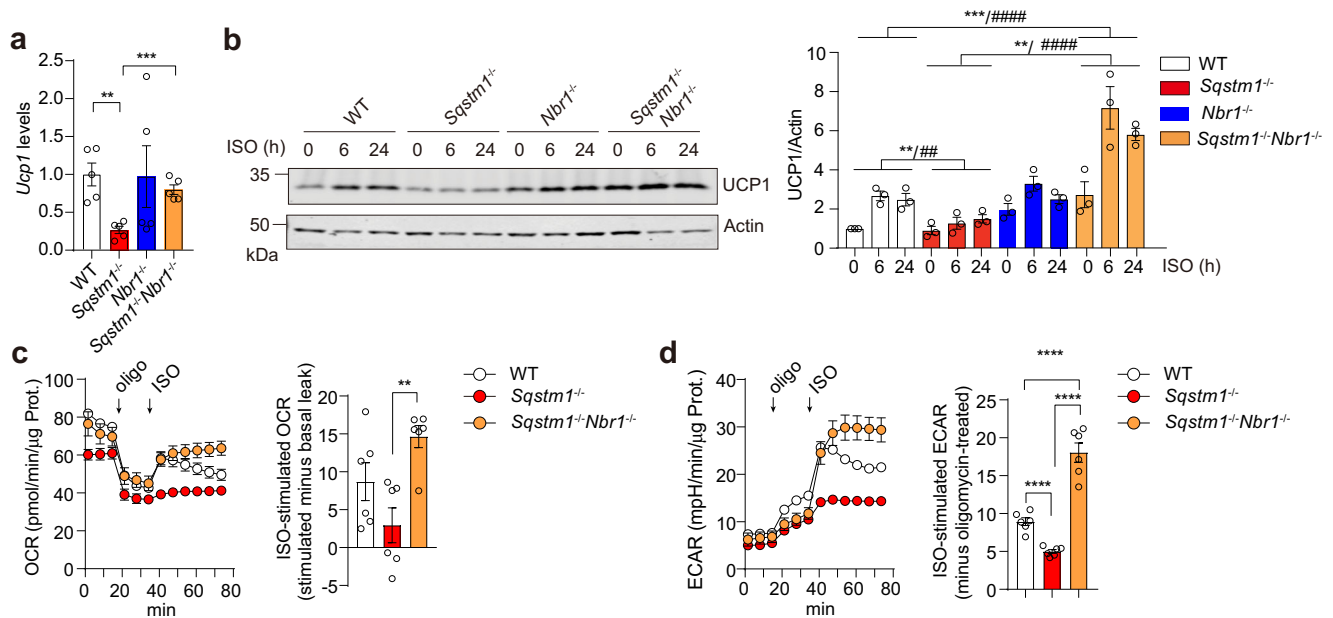 a
Ucp1 levels
2.5
2.0
1.5
1.0
0.5
0.0
**
***
WT
Sqstm1-/-
Nbr1-/-
Sqstm1-/-Nbr1-/-
b
WT
Sqstm1-/-
Nbr1-/-
Sqstm1-/-
Nbr1-/-
ISO (h) 0 6 24 0 6 24 0 6 24 0 6 24
35
UCP1
50
Actin
kDa
UCP1/Actin
10
8
6
4
2
0
***/####
**/ ####
**/##
0 6 24 0 6 24 0 6 24 0 6 24 ISO (h)
WT
Sqstm1-/-
Nbr1-/-
Sqstm1-/-Nbr1-/-
c
OCR (pmol/min/µg Prot.)
100
80
60
40
20
0
oligo
ISO
0 20 40 60 80
min
ISO-stimulated OCR
(stimulated minus basal leak)
20
15
10
5
0
-5
**
WT
Sqstm1-/-
Sqstm1-/-Nbr1-/-
d
ECAR (mpH/min/µg Prot.)
40
30
20
10
0
oligo
ISO
0 20 40 60 80
min
ISO-stimulated ECAR
(minus oligomycin-treated)
25
20
15
10
5
0
****
****
****
WT
Sqstm1-/-
Sqstm1-/-Nbr1-/-